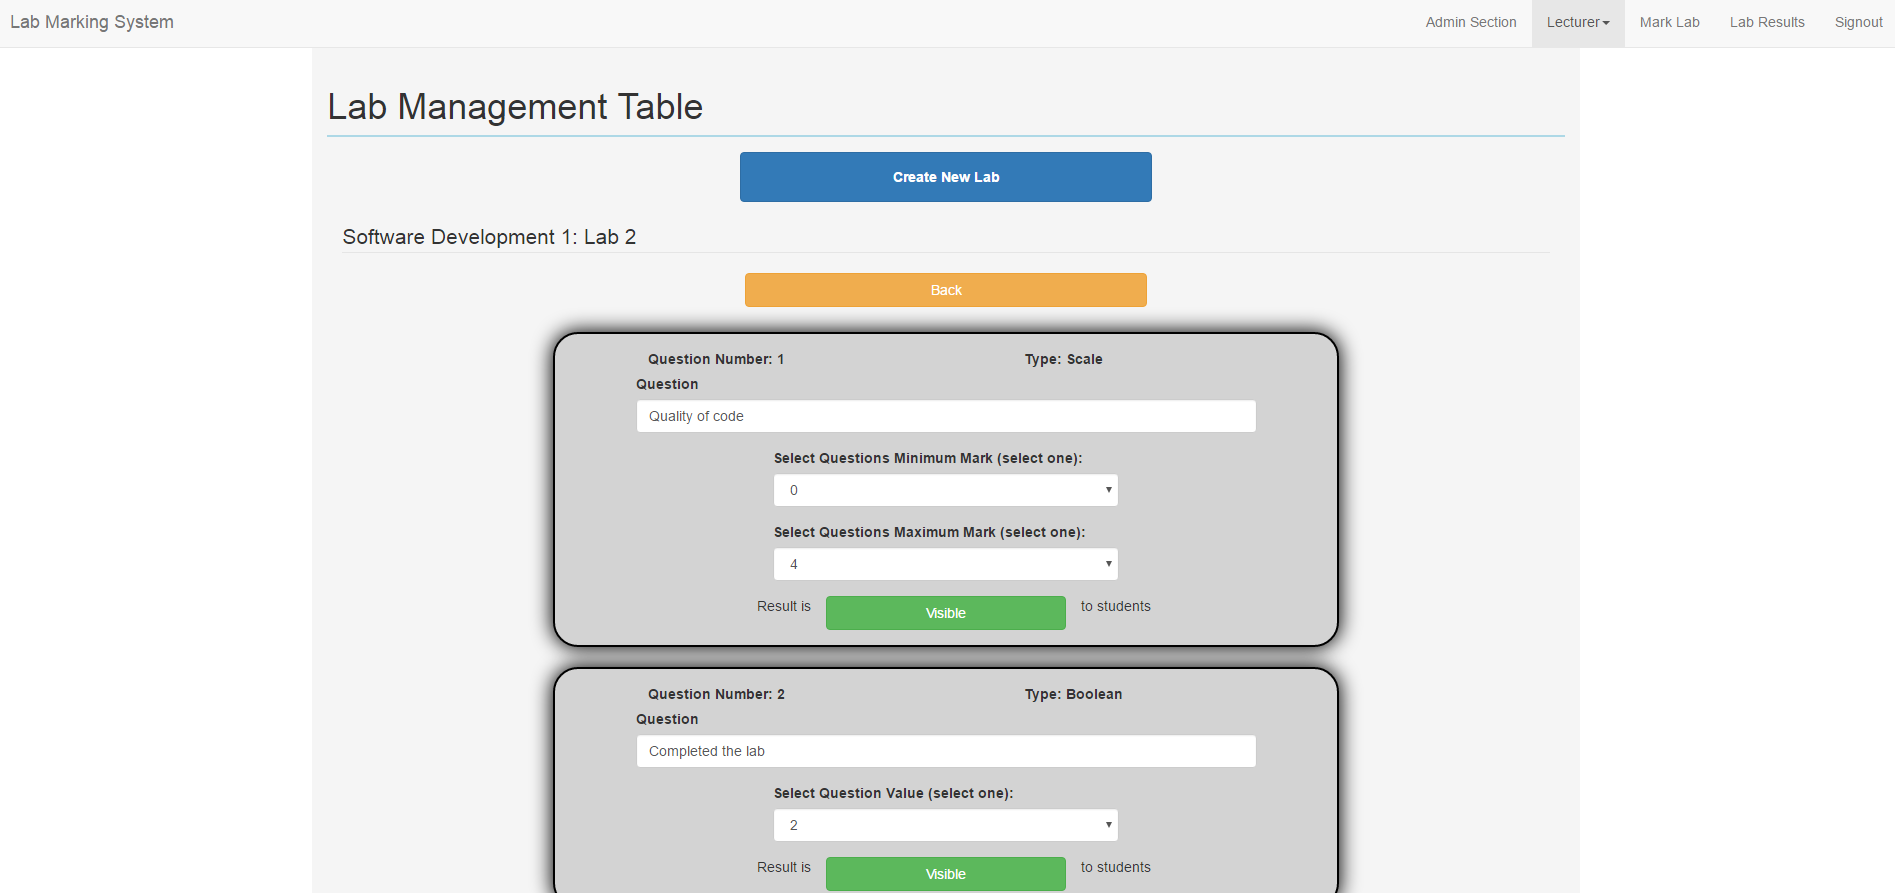 Lab Marking System Admin Section Lecturer Mark Lab Lab Results Signout
Lab Management Table
Create New Lab
Software Development 1: Lab 2
Back
Question Number: 1 Type: Scale
Question
Quality of code
Select Questions Minimum Mark (select one):
0
Select Questions Maximum Mark (select one):
4
Result is Visible to students
Question Number: 2 Type: Boolean
Question
Completed the lab
Select Question Value (select one):
2
Result is Visible to students